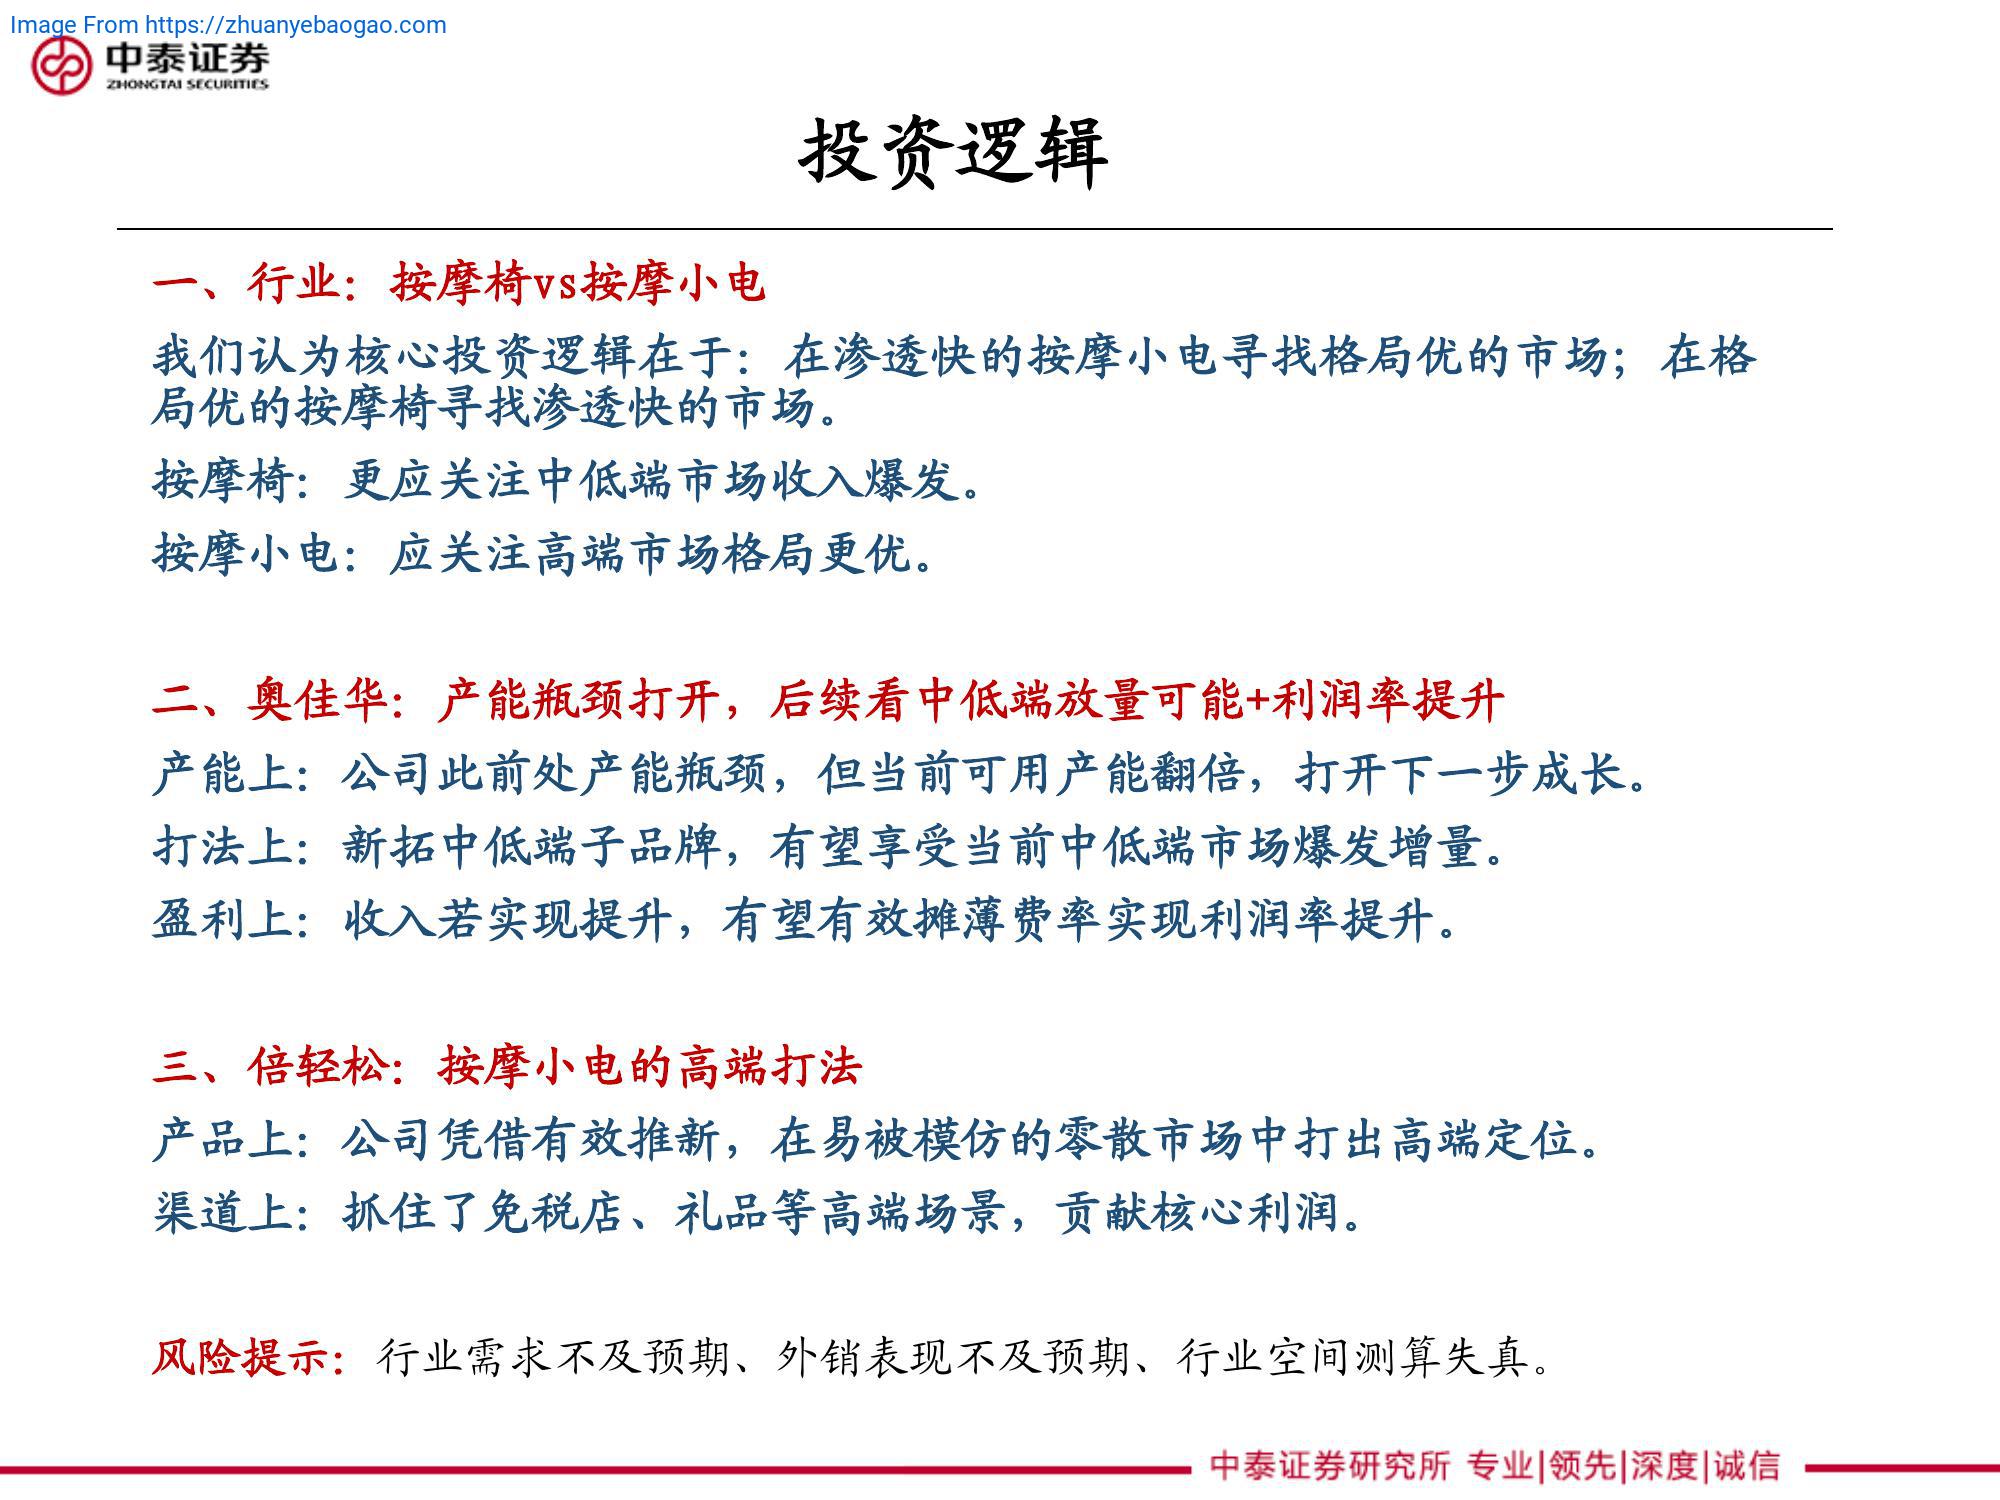 Image From https://zhuanyebaogao.com
中泰证券
ZHONGTAI SECURITIES
投资逻辑
一、行业：按摩椅vs按摩小电
我们认为核心投资逻辑在于：在渗透快的按摩小电寻找格局优的市场；在格
局优的按摩椅寻找渗透快的市场。
按摩椅：更应关注中低端市场收入爆发。
按摩小电：应关注高端市场格局更优。
二、奥佳华：产能瓶颈打开，后续看中低端放量可能+利润率提升
产能上：公司此前处产能瓶颈，但当前可用产能翻倍，打开下一步成长。
打法上：新拓中低端子品牌，有望享受当前中低端市场爆发增量。
盈利上：收入若实现提升，有望有效摊薄费率实现利润率提升。
三、倍轻松：按摩小电的高端打法
产品上：公司凭借有效推新，在易被模仿的零散市场中打出高端定位。
渠道上：抓住了免税店、礼品等高端场景，贡献核心利润。
风险提示：行业需求不及预期、外销表现不及预期、行业空间测算失真。
中泰证券研究所 专业|领先|深度|诚信